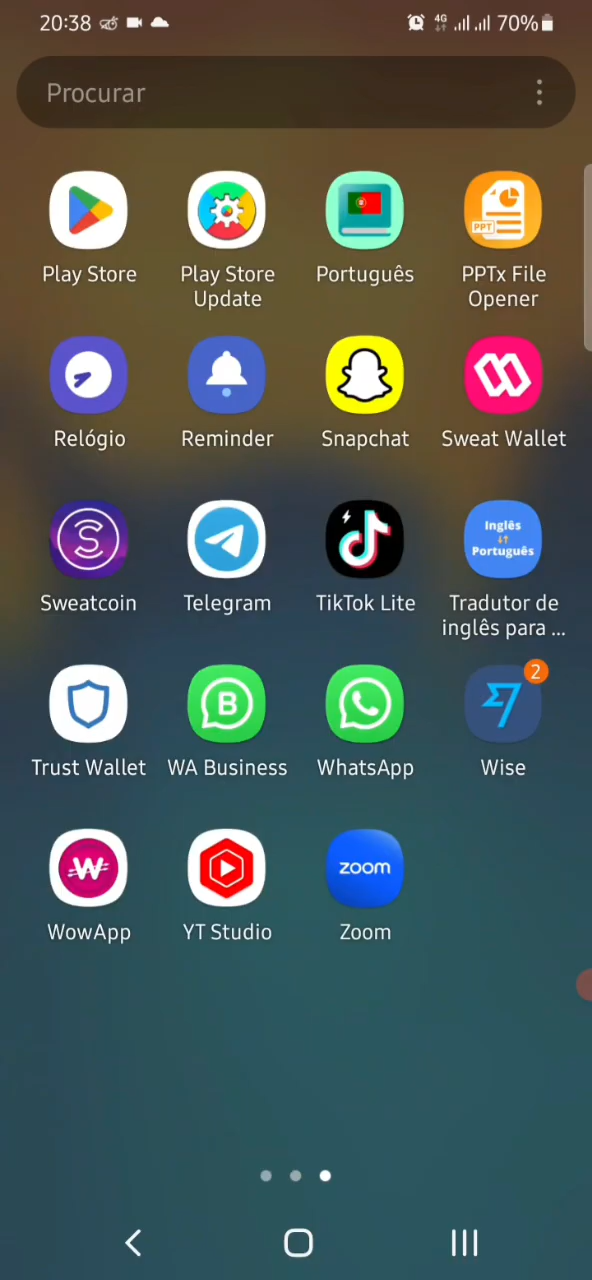 20:38 4G 70%
Procurar
Play Store
Play Store
Update
Português
PPT
PPTx File
Opener
Relógio
Reminder
Snapchat
Sweat Wallet
Sweatcoin
Telegram
TikTok Lite
Inglês
Português
Tradutor de
inglês para ...
Trust Wallet
B
WA Business
WhatsApp
2
Wise
W
WowApp
YT Studio
zoom
Zoom